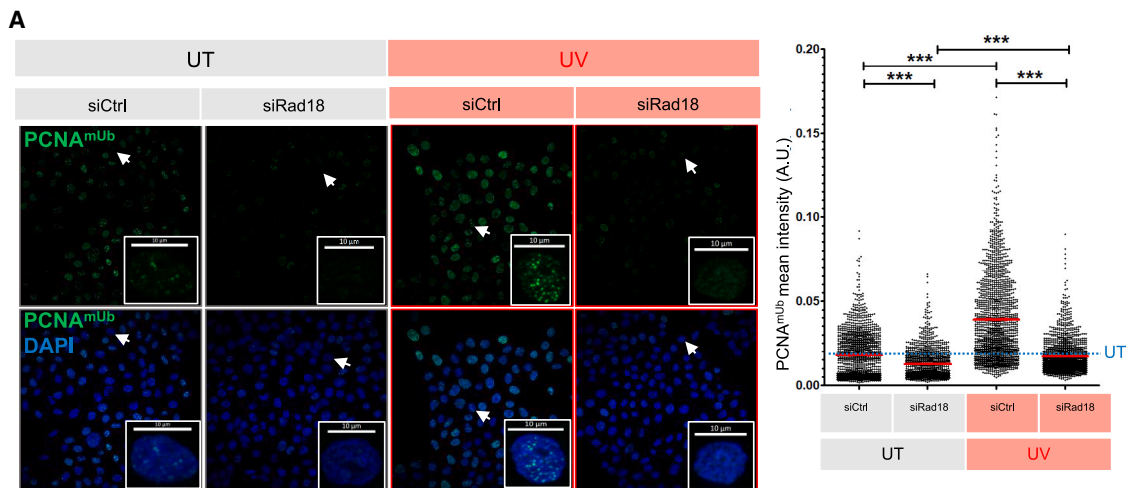 A
UT UV
siCtrl siRad18 siCtrl siRad18
PCNAmUb
10 μm 10 μm 10 μm 10 μm
PCNAmUb
DAPI
10 μm 10 μm 10 μm 10 μm
PCNAmUb mean intensity (A.U.)
0.20
0.15
0.10
0.05
0.00
***
***
*** ***
UT
siCtrl siRad18 siCtrl siRad18
UT UV